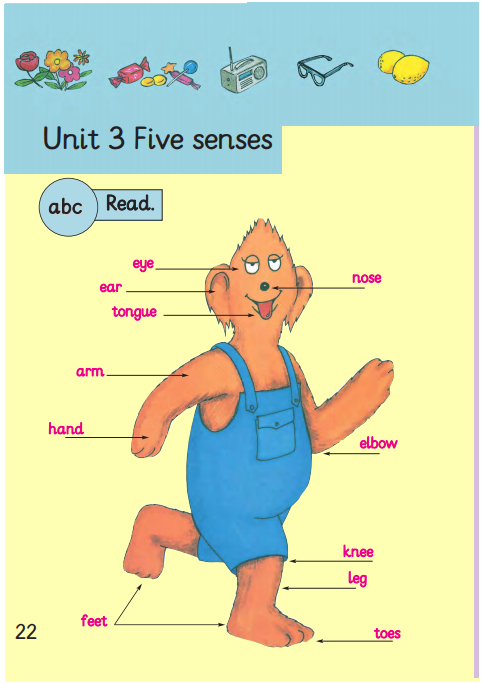 Unit 3 Five senses
abc Read.
eye
nose
ear
tongue
arm
hand
elbow
knee
leg
feet
22
toes